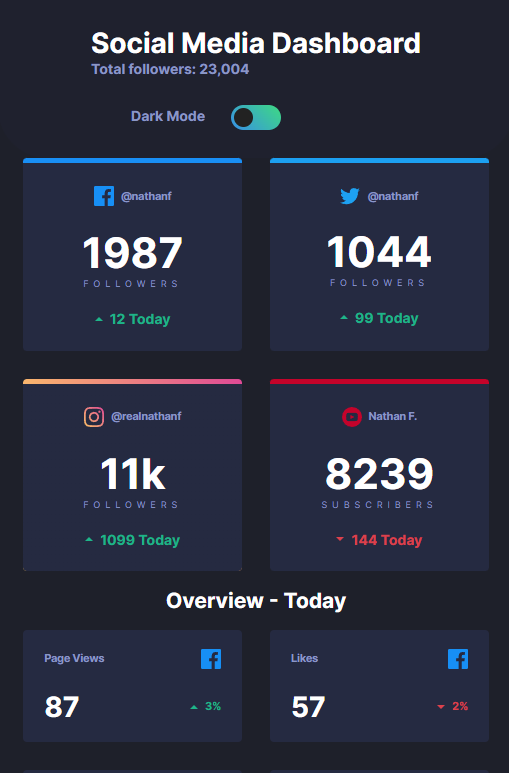 Social Media Dashboard
Total followers: 23,004
Dark Mode
@nathanf
1987
FOLLOWERS
12 Today
@nathanf
1044
FOLLOWERS
99 Today
@realnathanf
11k
FOLLOWERS
1099 Today
Nathan F.
8239
SUBSCRIBERS
144 Today
Overview - Today
Page Views
87
3%
Likes
57
2%